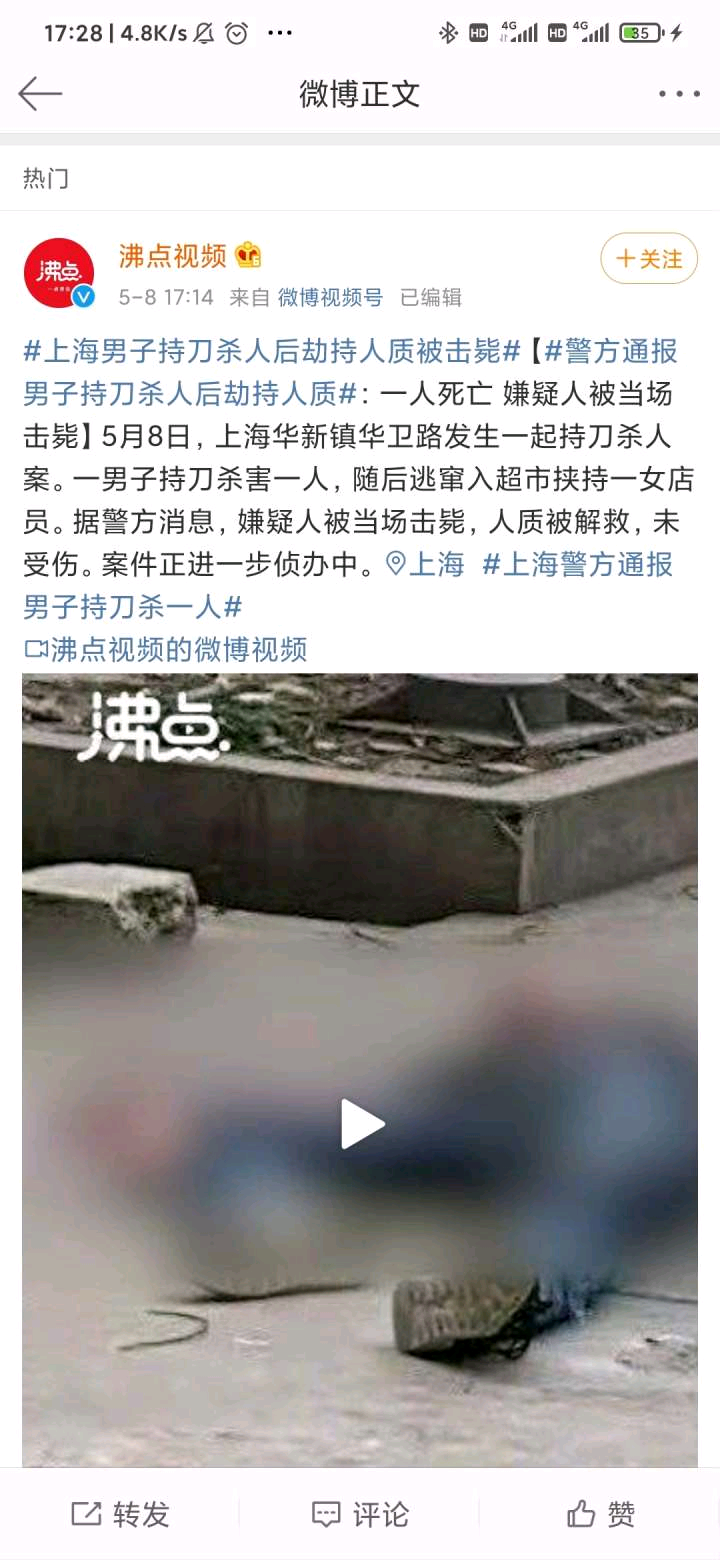 17:28 | 4.8K/s ...
HD 4G HD 4G 35
微博正文
热门
沸点
沸点视频
5-8 17:14 来自 微博视频号 已编辑
＋关注
#上海男子持刀杀人后劫持人质被击毙#【#警方通报
男子持刀杀人后劫持人质#：一人死亡 嫌疑人被当场
击毙】5月8日，上海华新镇华卫路发生一起持刀杀人
案。一男子持刀杀害一人，随后逃窜入超市挟持一女店
员。据警方消息，嫌疑人被当场击毙，人质被解救，未
受伤。案件正进一步侦办中。上海 #上海警方通报
男子持刀杀一人#
沸点视频的微博视频
沸点
转发
评论
赞